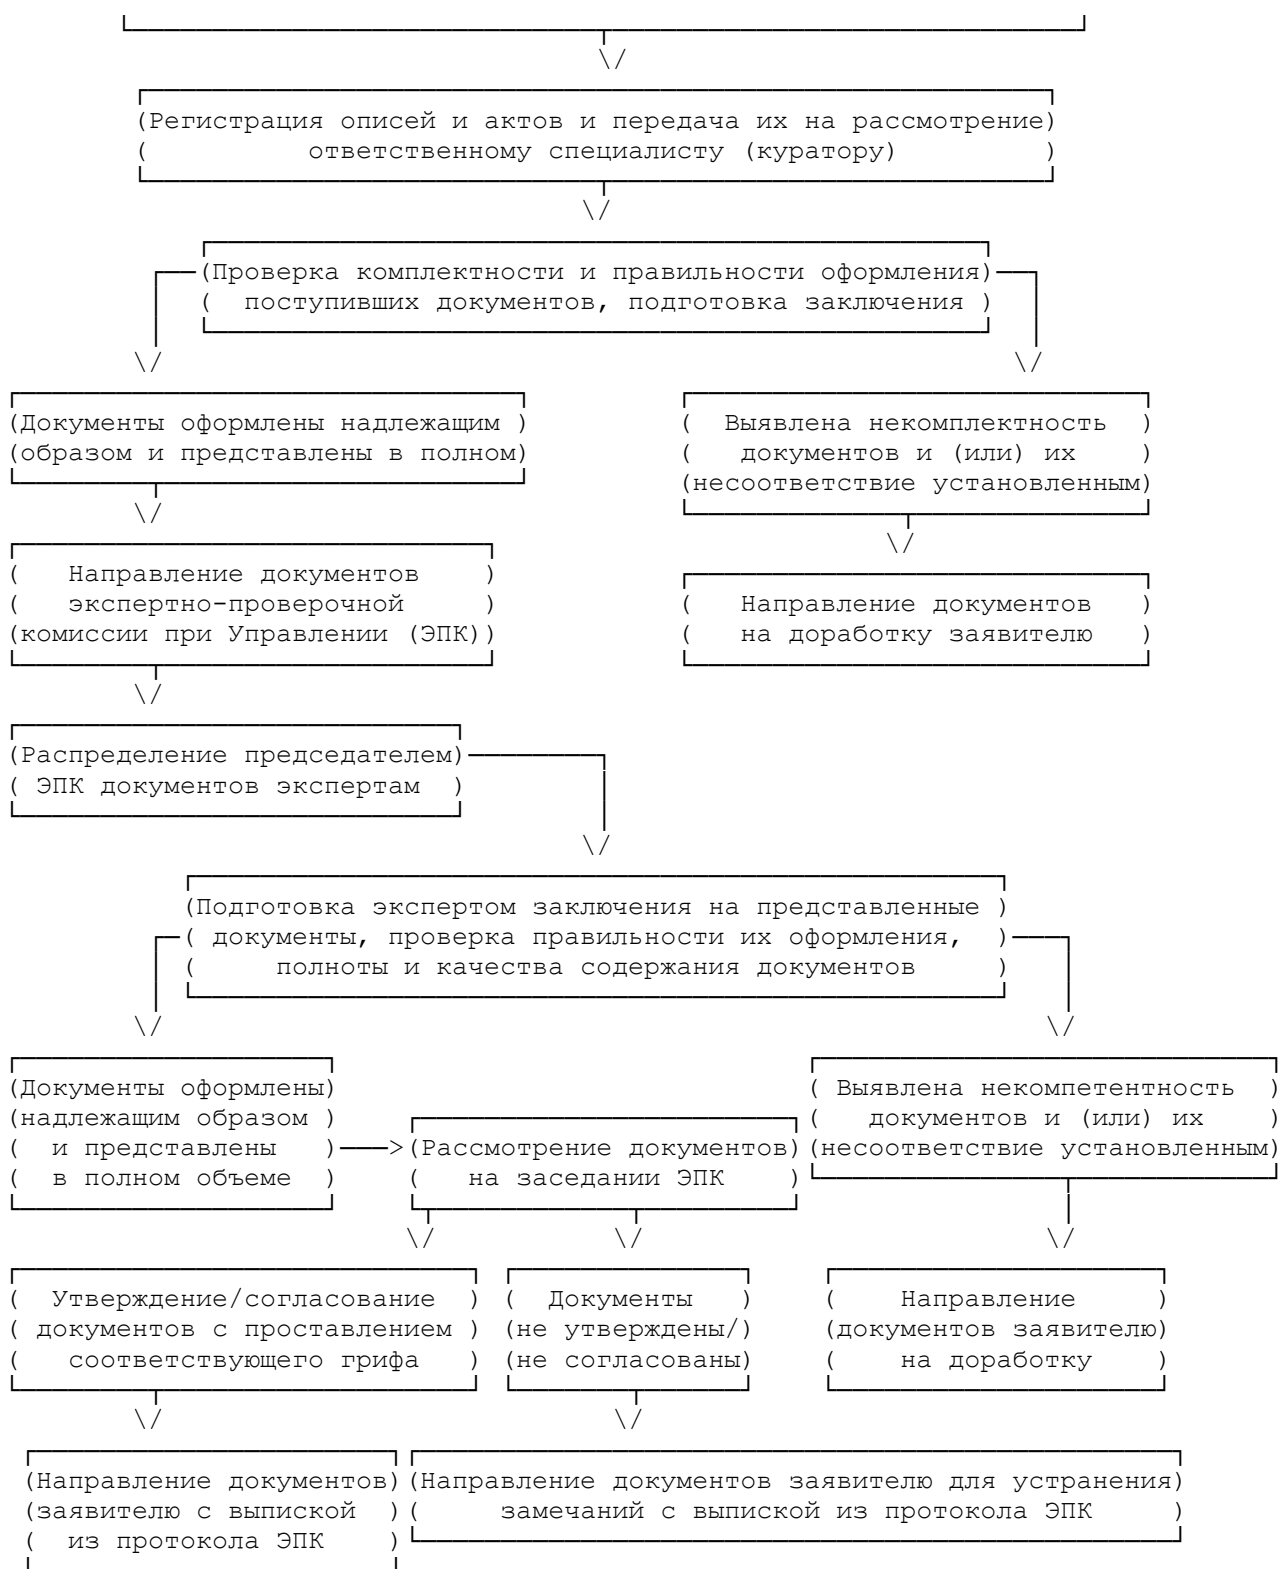 (Регистрация описей и актов и передача их на рассмотрение)
( ответственному специалисту (куратору) )
(Проверка комплектности и правильности оформления)
( поступивших документов, подготовка заключения )
(Документы оформлены надлежащим )
(образом и представлены в полном)
( Выявлена некомплектность )
( документов и (или) их )
(несоответствие установленным)
( Направление документов )
( экспертно-проверочной )
(комиссии при Управлении (ЭПК))
( Направление документов )
( на доработку заявителю )
(Распределение председателем)
( ЭПК документов экспертам )
(Подготовка экспертом заключения на представленные )
( документы, проверка правильности их оформления, )
( полноты и качества содержания документов )
(Документы оформлены)
(надлежащим образом )
( и представлены )
( в полном объеме )
(Рассмотрение документов)
( на заседании ЭПК )
( Выявлена некомпетентность )
( документов и (или) их )
(несоответствие установленным)
( Утверждение/согласование )
( документов с проставлением )
( соответствующего грифа )
( Документы )
(не утверждены/)
(не согласованы)
( Направление )
(документов заявителю)
( на доработку )
(Направление документов)
(заявителю с выпиской )
( из протокола ЭПК )
(Направление документов заявителю для устранения)
( замечаний с выпиской из протокола ЭПК )